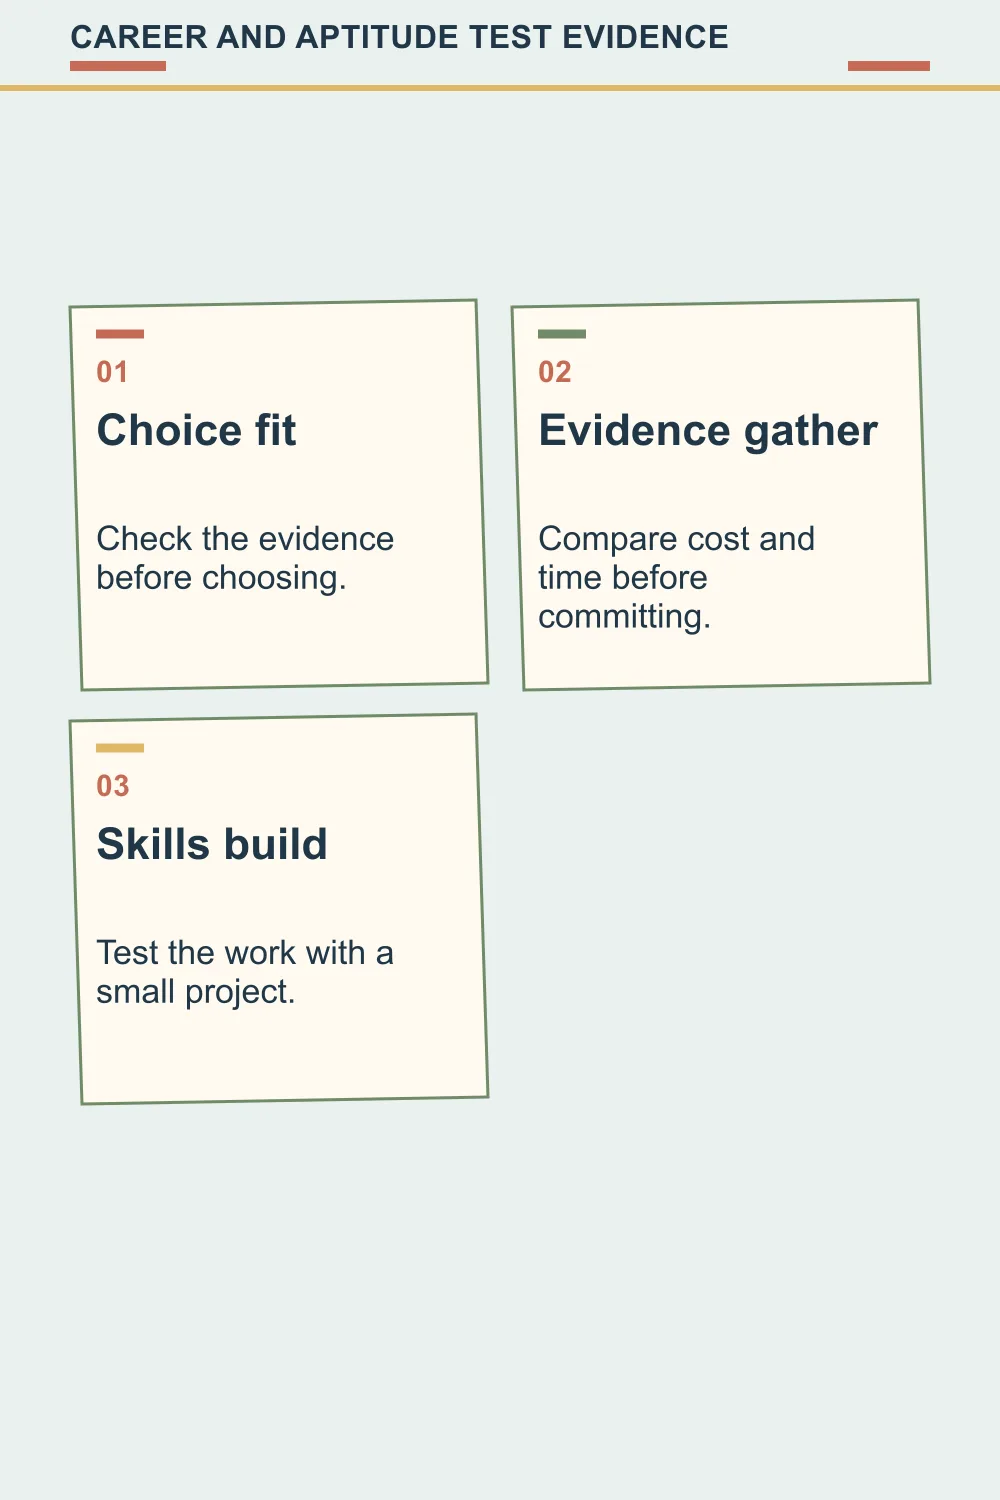 CAREER AND APTITUDE TEST EVIDENCE
01
Choice fit
Check the evidence
before choosing.
02
Evidence gather
Compare cost and
time before
committing.
03
Skills build
Test the work with a
small project.